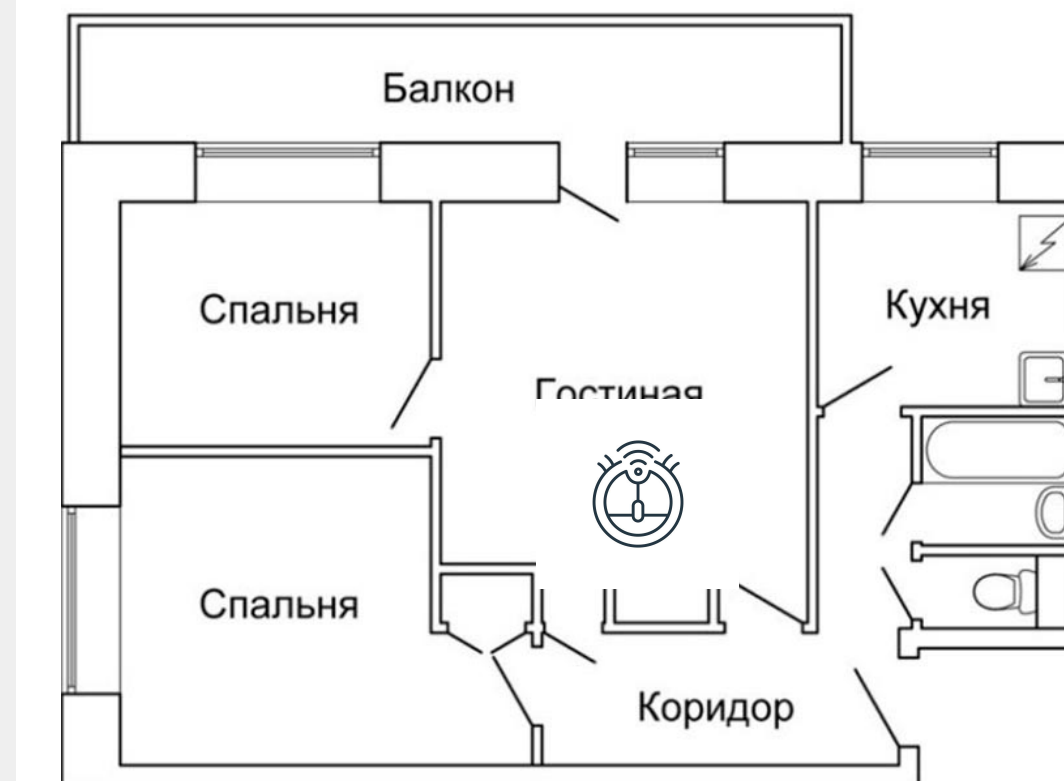 Балкон
Спальня
Кухня
Гостиная
Спальня
Коридор